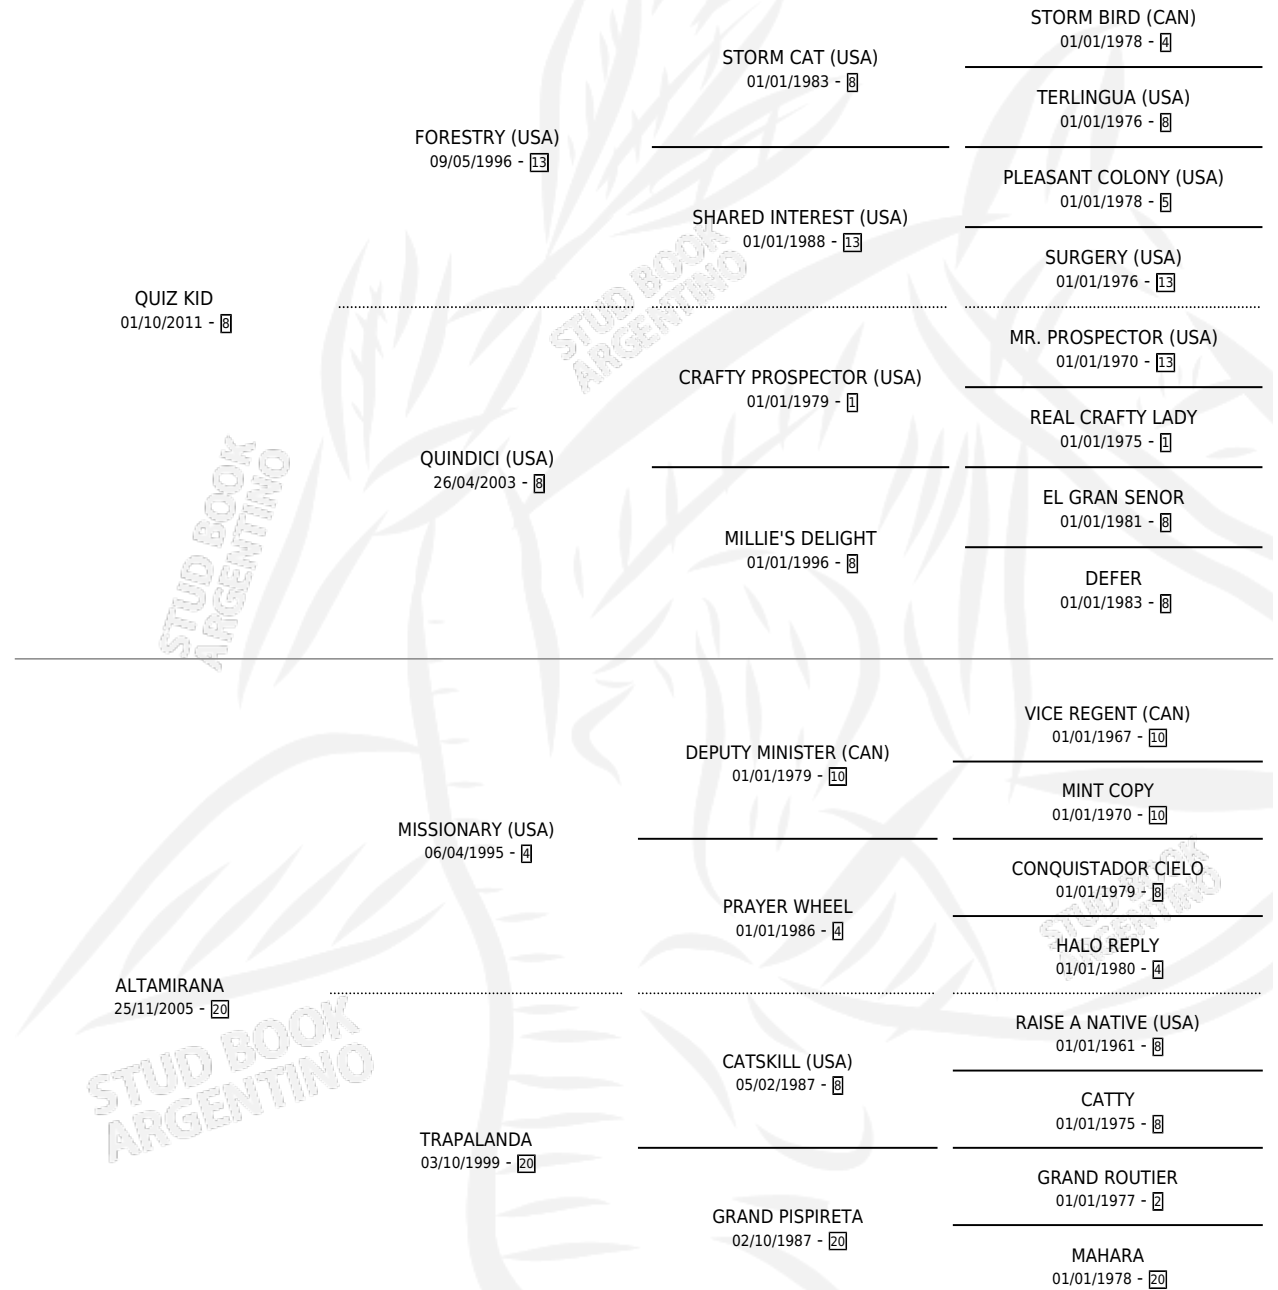 STORM BIRD (CAN)
01/01/1978 - 4
STORM CAT (USA)
01/01/1983 - 8
TERLINGUA (USA)
01/01/1976 - 8
FORESTRY (USA)
09/05/1996 - 13
PLEASANT COLONY (USA)
01/01/1978 - 5
SHARED INTEREST (USA)
01/01/1988 - 13
SURGERY (USA)
01/01/1976 - 13
QUIZ KID
01/10/2011 - 8
STUD BOOK
ARGENTINO
MR. PROSPECTOR (USA)
01/01/1970 - 13
CRAFTY PROSPECTOR (USA)
01/01/1979 - 1
REAL CRAFTY LADY
01/01/1975 - 1
QUINDICI (USA)
26/04/2003 - 8
EL GRAN SENOR
01/01/1981 - 8
MILLIE'S DELIGHT
01/01/1996 - 8
DEFER
01/01/1983 - 8
STUD BOOK
ARGENTINO
VICE REGENT (CAN)
01/01/1967 - 10
DEPUTY MINISTER (CAN)
01/01/1979 - 10
MINT COPY
01/01/1970 - 10
MISSIONARY (USA)
06/04/1995 - 4
CONQUISTADOR CIELO
01/01/1979 - 8
PRAYER WHEEL
01/01/1986 - 4
STUD BOOK
ARGENTINO
HALO REPLY
01/01/1980 - 4
ALTAMIRANA
25/11/2005 - 20
STUD BOOK
ARGENTINO
RAISE A NATIVE (USA)
01/01/1961 - 8
CATSKILL (USA)
05/02/1987 - 8
CATTY
01/01/1975 - 8
TRAPALANDA
03/10/1999 - 20
GRAND ROUTIER
01/01/1977 - 2
GRAND PISPIRETA
02/10/1987 - 20
MAHARA
01/01/1978 - 20